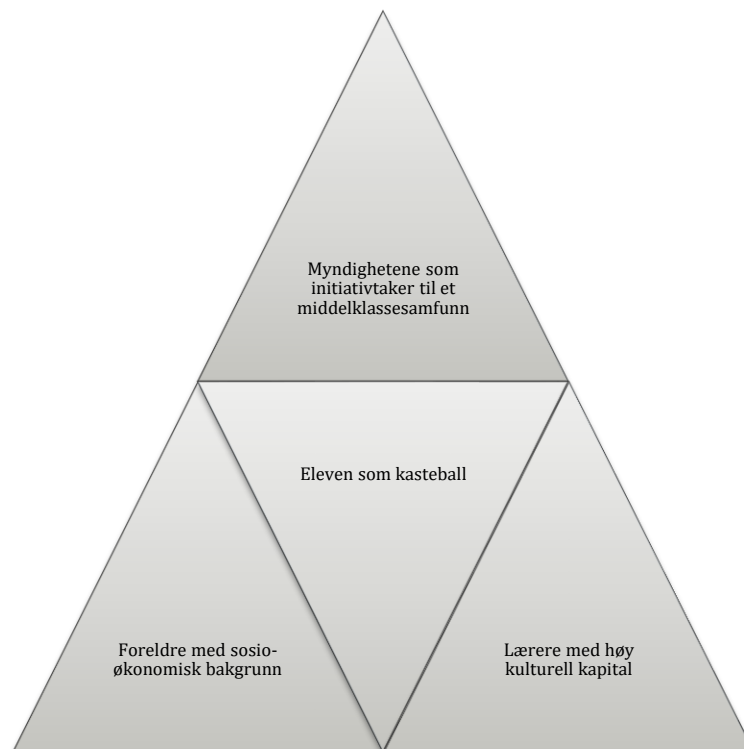 Myndighetene som
initiativtaker til et
middelklassesamfunn
Eleven som kasteball
Foreldre med sosio-
økonomisk bakgrunn
Lærere med høy
kulturell kapital